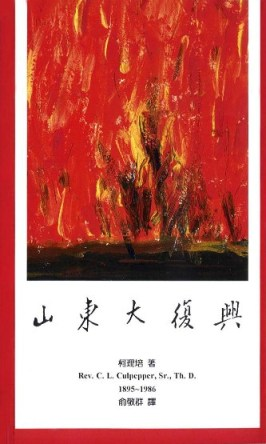 山東大復興
柯理培 著
Rev. C. L. Culpepper, Sr., Th. D.
1895~1986
俞敬群 譯